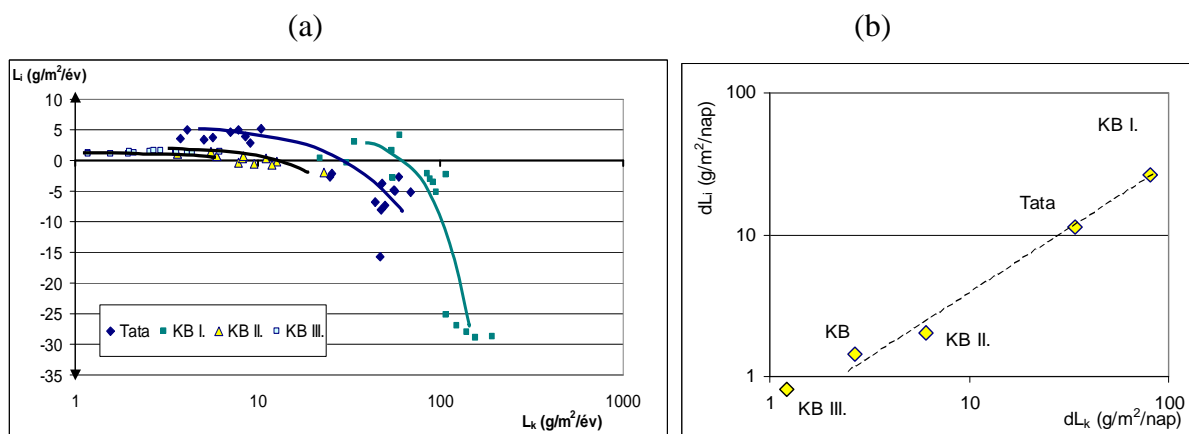 (a)
(b)
Lᵢ (g/m²/év)
10
5
0
-5
-10
-15
-20
-25
-30
-35
Tata KB I. KB II. KB III.
1 10 100 1000
Lₖ (g/m²/év)
dLᵢ (g/m²/nap)
100
10
1
KB I.
Tata
KB
KB II.
KB III.
1 10 100
dLₖ (g/m²/nap)